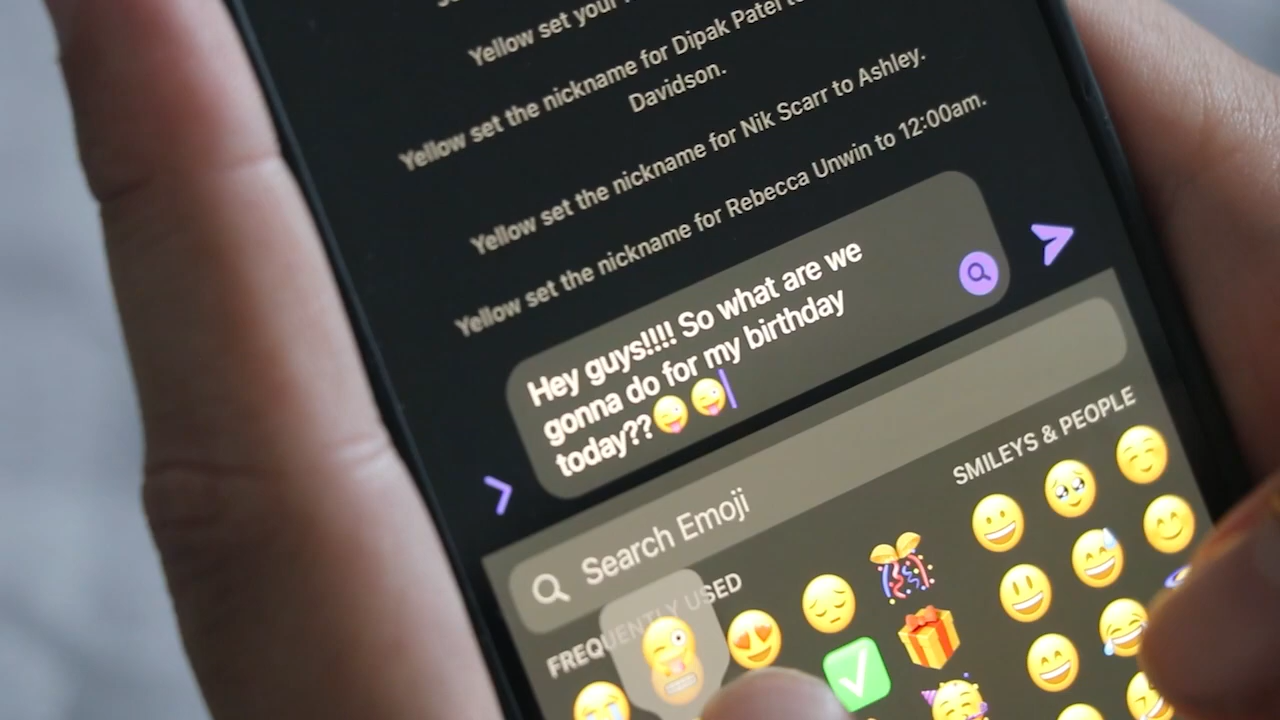 Yellow set your
Yellow set the nickname for Dipak Patel to
Davidson.
Yellow set the nickname for Nik Scarr to Ashley.
Yellow set the nickname for Rebecca Unwin to 12:00am.
Hey guys!!!! So what are we
gonna do for my birthday
today??😜😜
Search Emoji
FREQUENTLY USED
SMILEYS & PEOPLE